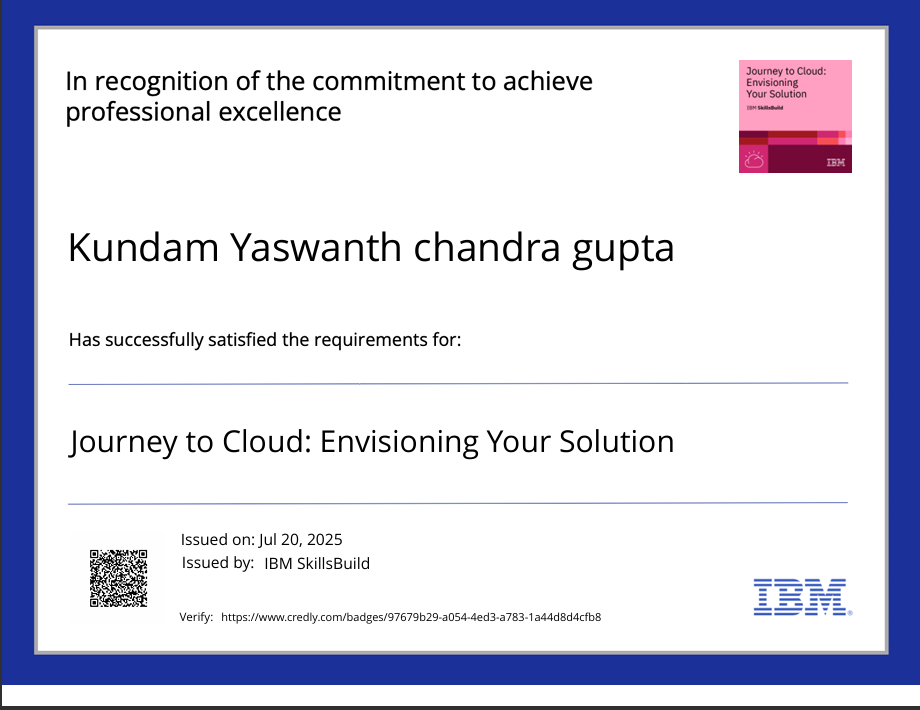 In recognition of the commitment to achieve
professional excellence
Journey to Cloud:
Envisioning
Your Solution
IBM SkillsBuild
IBM
Kundam Yaswanth chandra gupta
Has successfully satisfied the requirements for:
Journey to Cloud: Envisioning Your Solution
Issued on: Jul 20, 2025
Issued by: IBM SkillsBuild
Verify: https://www.credly.com/badges/97679b29-a054-4ed3-a783-1a44d8d4cfb8
IBM®